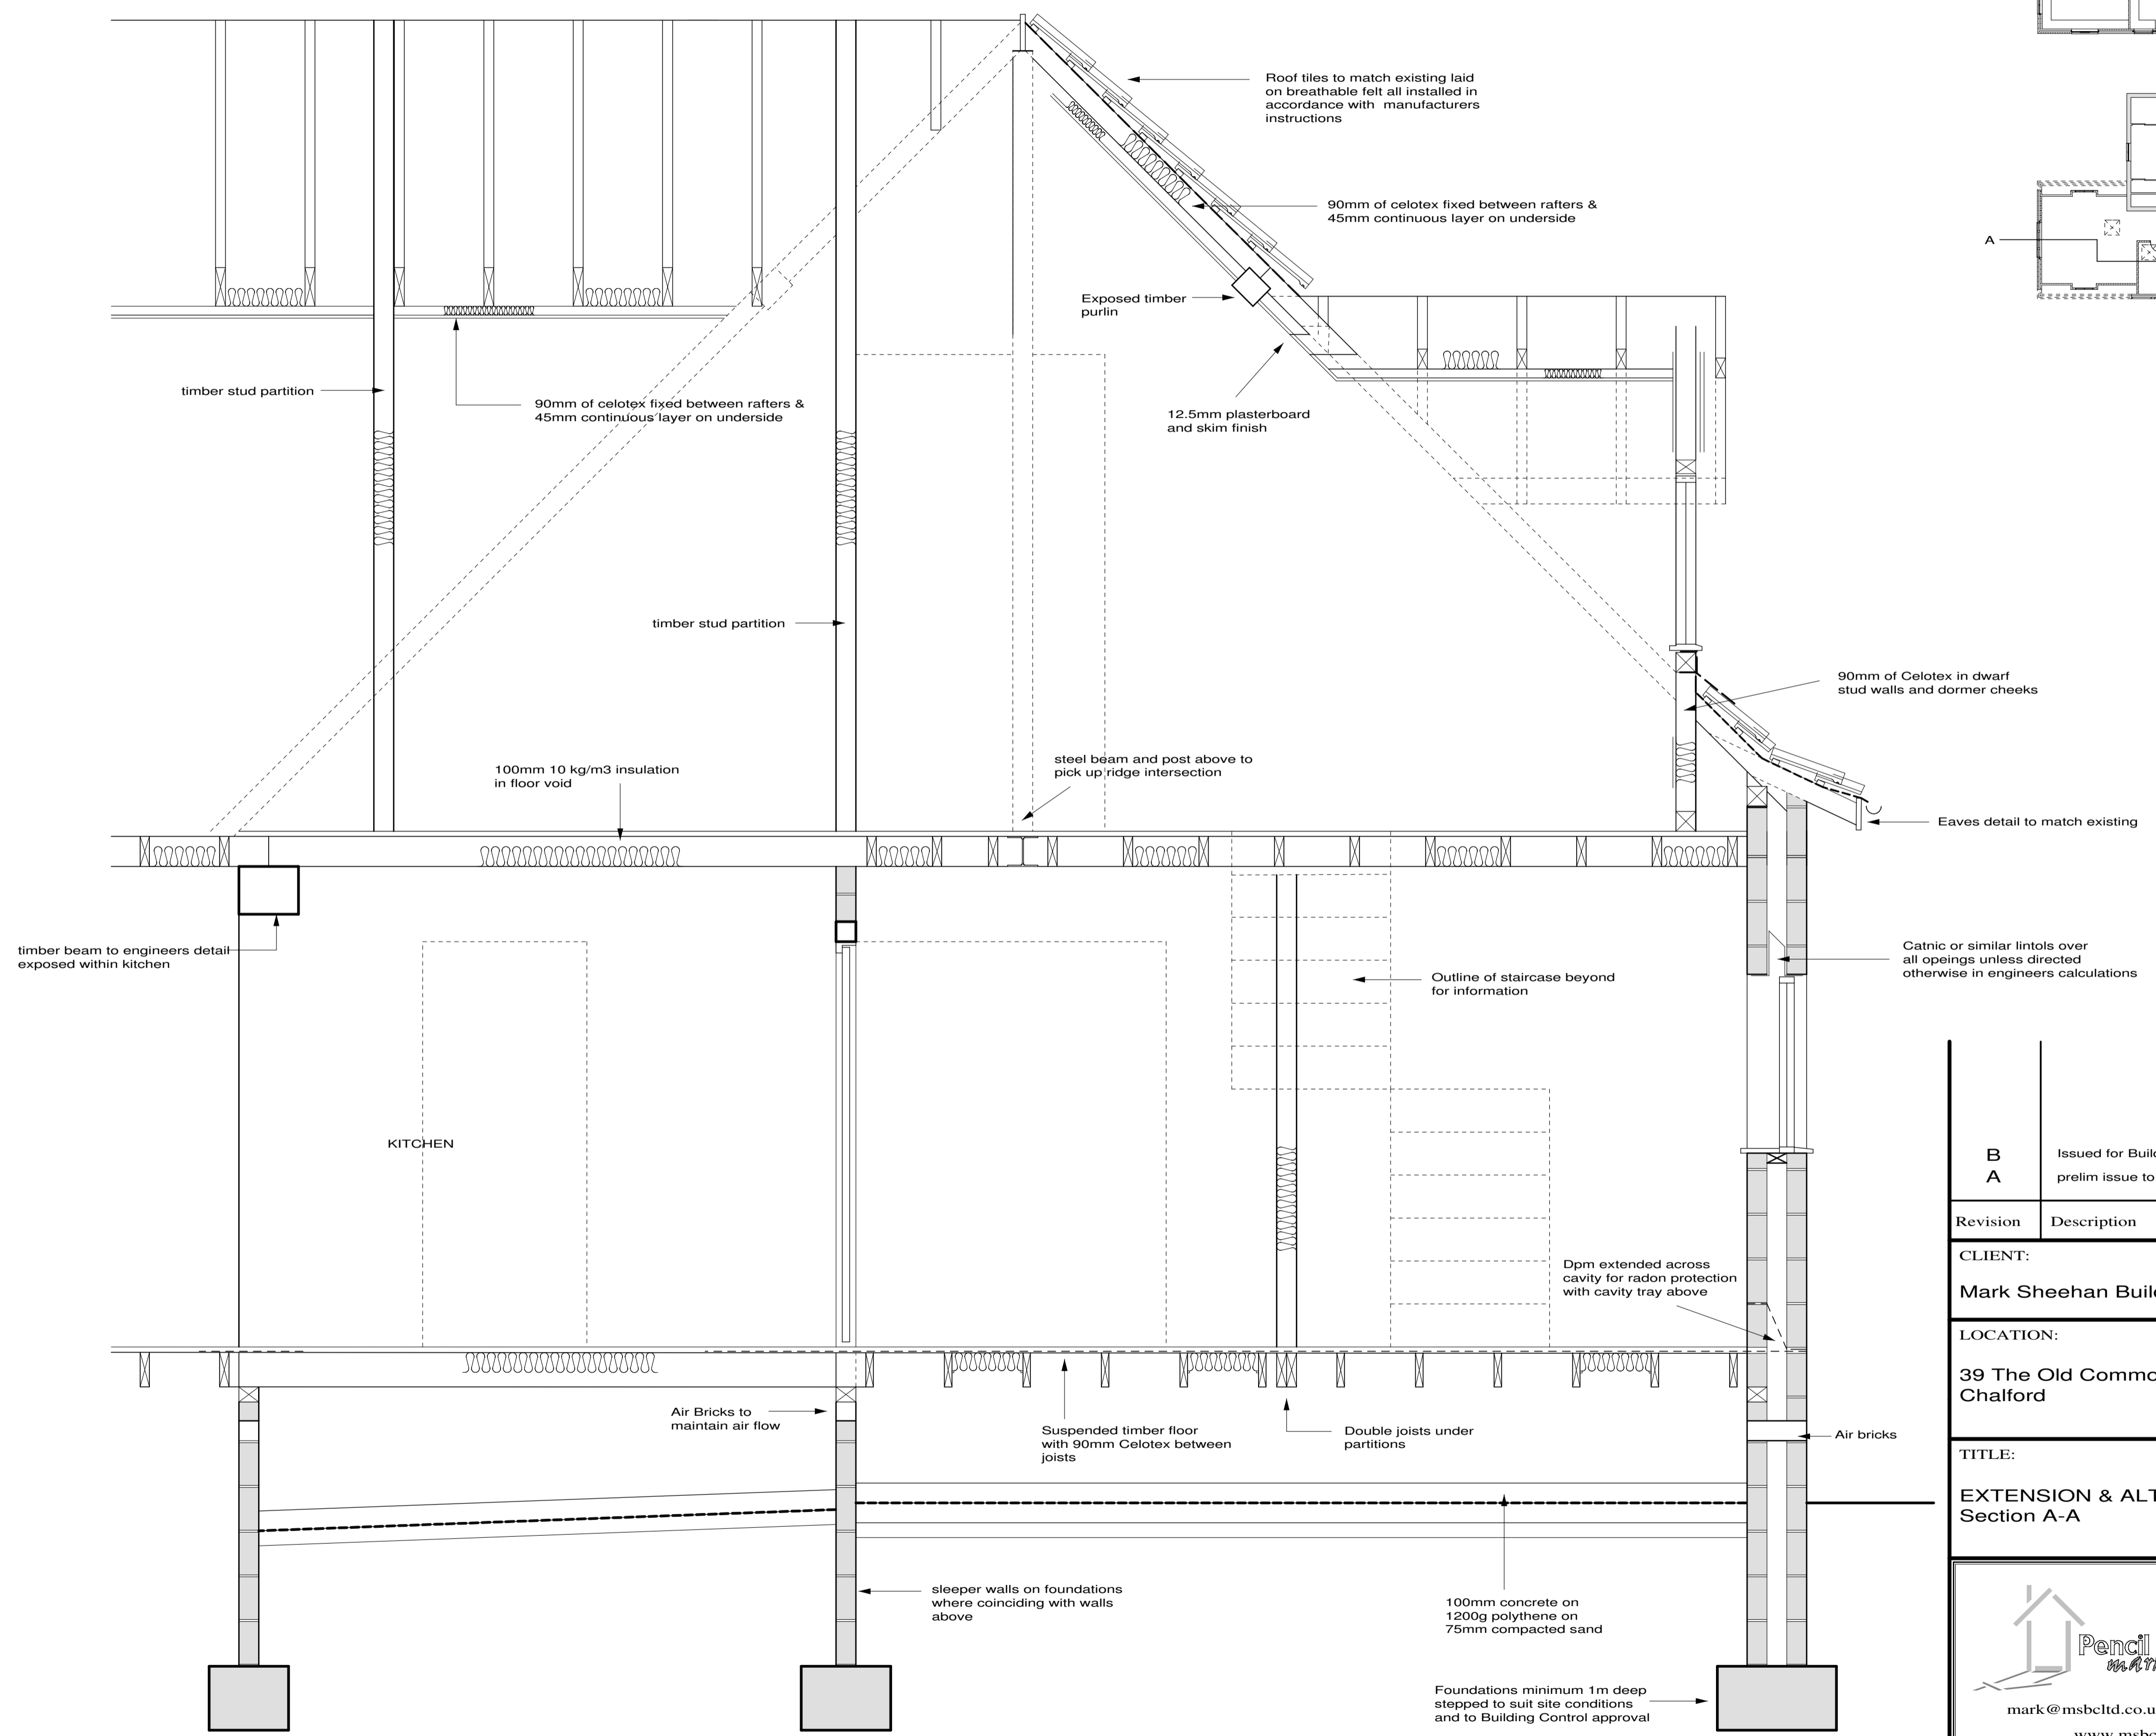 Roof tiles to match existing laid
on breathable felt all installed in
accordance with manufacturers
instructions
90mm of celotex fixed between rafters &
45mm continuous layer on underside
A
Exposed timber
purlin
timber stud partition
90mm of celotex fixed between rafters &
45mm continuous layer on underside
12.5mm plasterboard
and skim finish
timber stud partition
90mm of Celotex in dwarf
stud walls and dormer cheeks
100mm 10 kg/m3 insulation
in floor void
steel beam and post above to
pick up ridge intersection
Eaves detail to match existing
timber beam to engineers detail
exposed within kitchen
Catnic or similar lintols over
all opeings unless directed
otherwise in engineers calculations
Outline of staircase beyond
for information
KITCHEN
Dpm extended across
cavity for radon protection
with cavity tray above
Air Bricks to
maintain air flow
Suspended timber floor
with 90mm Celotex between
joists
Double joists under
partitions
Air bricks
sleeper walls on foundations
where coinciding with walls
above
100mm concrete on
1200g polythene on
75mm compacted sand
Foundations minimum 1m deep
stepped to suit site conditions
and to Building Control approval
B Issued for Buil
A prelim issue to
Revision Description
CLIENT:
Mark Sheehan Buil
LOCATION:
39 The Old Commo
Chalford
TITLE:
EXTENSION & ALT
Section A-A
Pencil
mar
mark@msbcltd.co.u
www.msbc